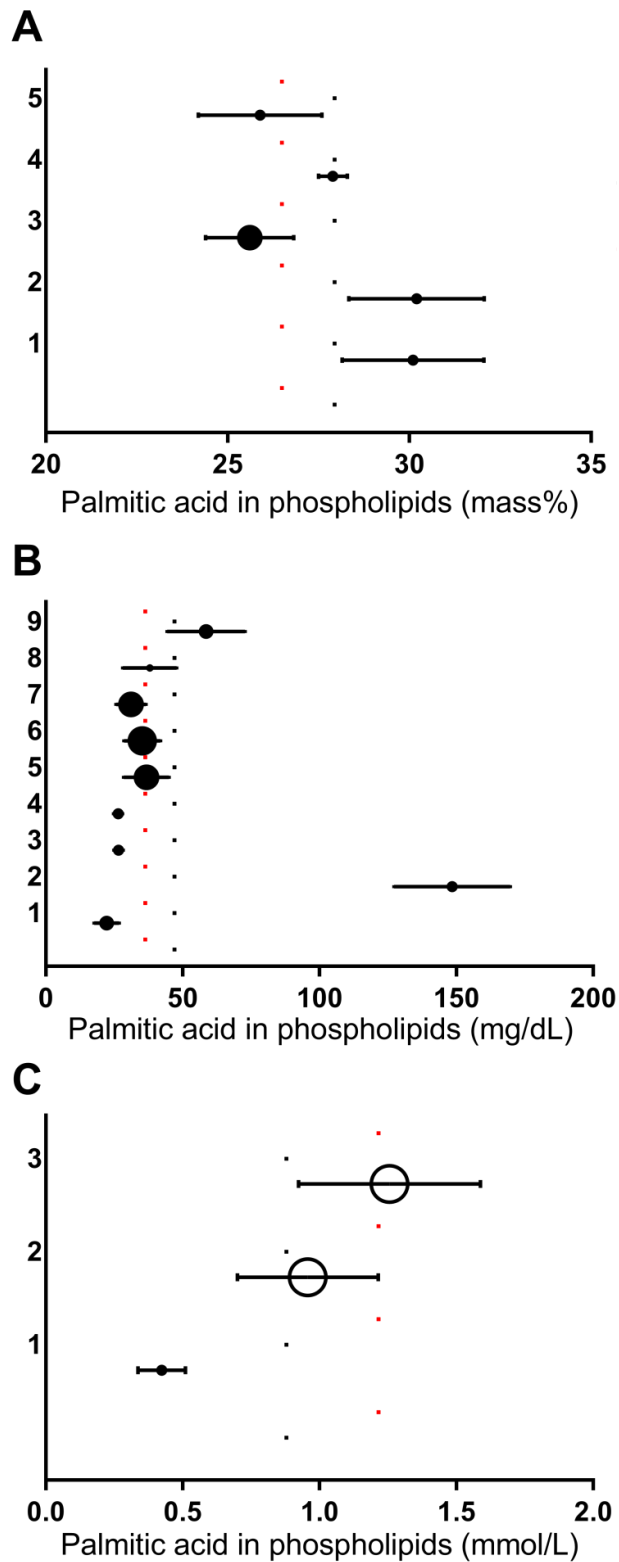 A
5
4
3
2
1
20 25 30 35
Palmitic acid in phospholipids (mass%)
B
9
8
7
6
5
4
3
2
1
0 50 100 150 200
Palmitic acid in phospholipids (mg/dL)
C
3
2
1
0.0 0.5 1.0 1.5 2.0
Palmitic acid in phospholipids (mmol/L)